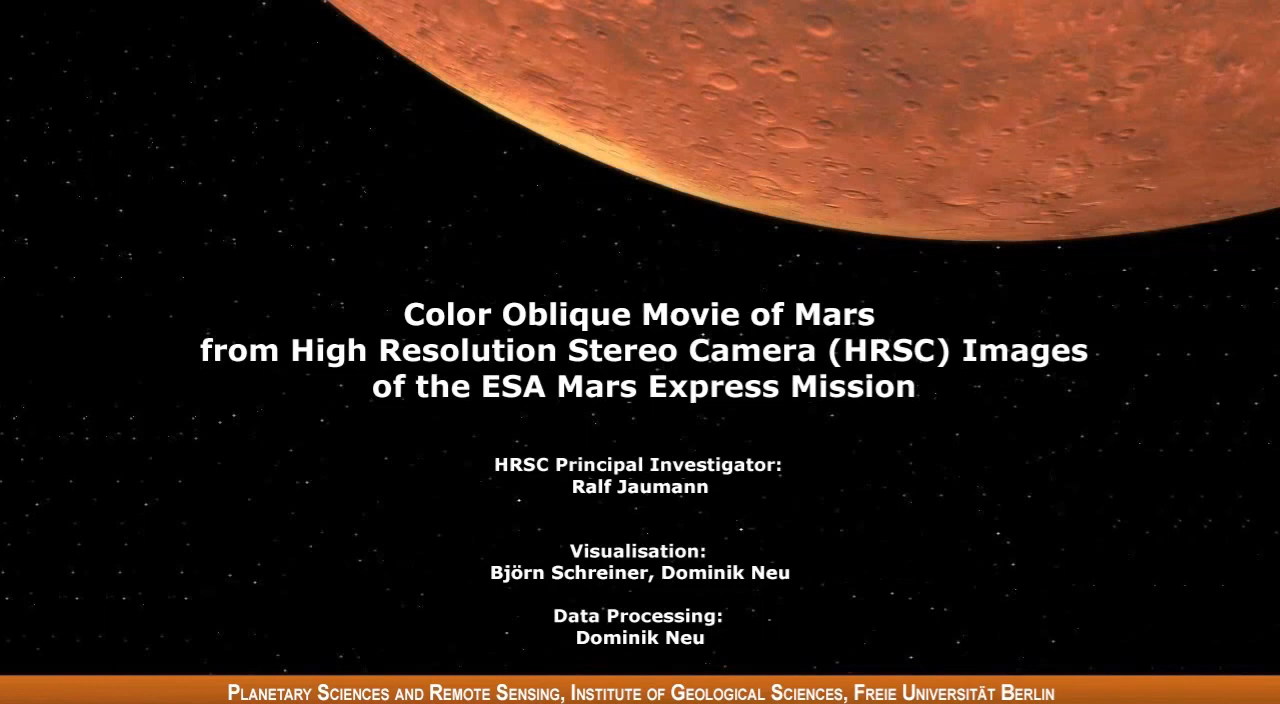 Color Oblique Movie of Mars
from High Resolution Stereo Camera (HRSC) Images
of the ESA Mars Express Mission
HRSC Principal Investigator:
Ralf Jaumann
Visualisation:
Björn Schreiner, Dominik Neu
Data Processing:
Dominik Neu
Planetary Sciences and Remote Sensing, Institute of Geological Sciences, Freie Universität Berlin